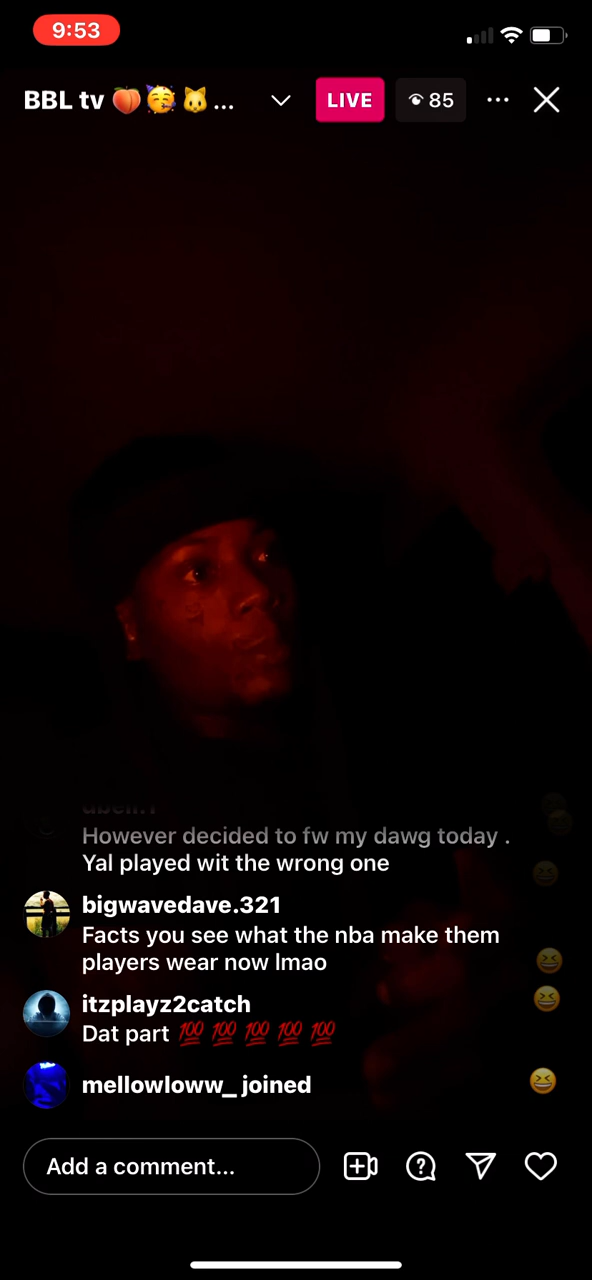 9:53
BBL tv 🍑🥳🐱...
LIVE
85
However decided to fw my dawg today .
Yal played wit the wrong one
bigwavedave.321
Facts you see what the nba make them
players wear now lmao
itzplayz2catch
Dat part 💯 💯 💯 💯 💯
mellowloww_ joined
Add a comment...